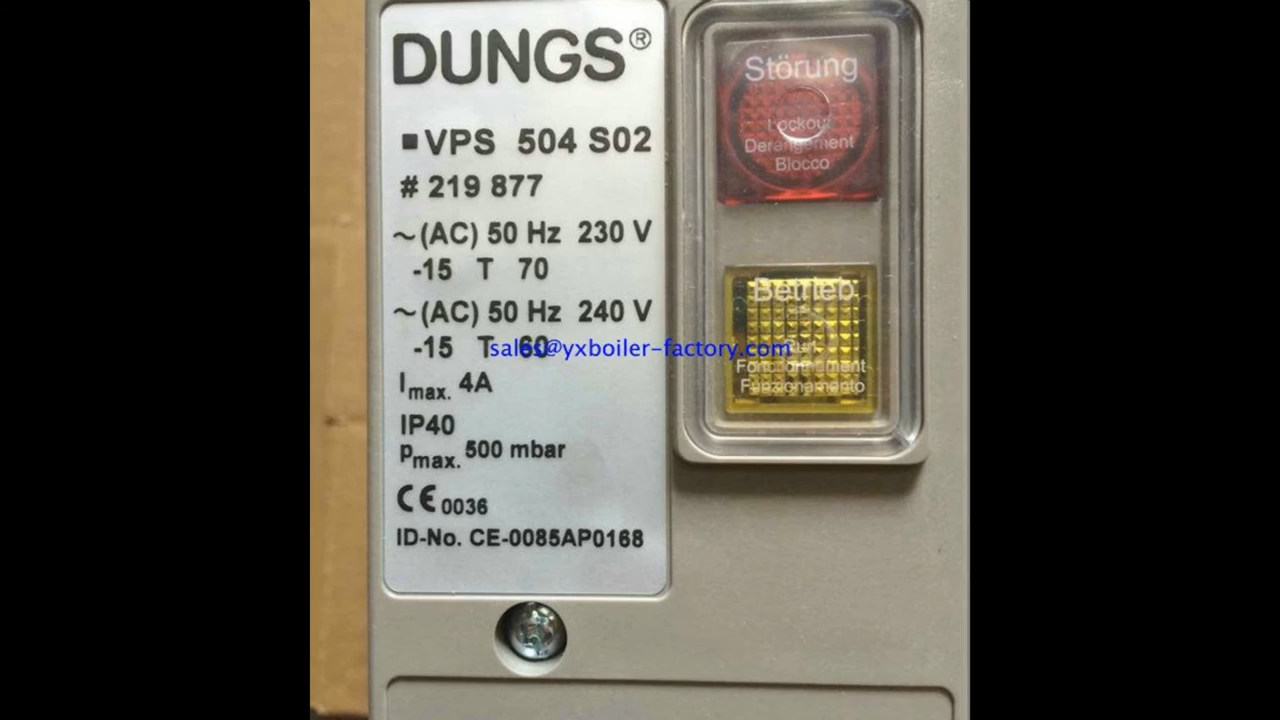 DUNGS®
■ VPS 504 S02
# 219 877
~(AC) 50 Hz 230 V
-15 T 70
~(AC) 50 Hz 240 V
-15 T 60
sales@yxboiler-factory.com
Imax. 4A
IP40
pmax. 500 mbar
CE 0036
ID-No. CE-0085AP0168
Störung
Lockout
Derangement
Blocco
Betrieb
Fonctionnament
Funzionamento